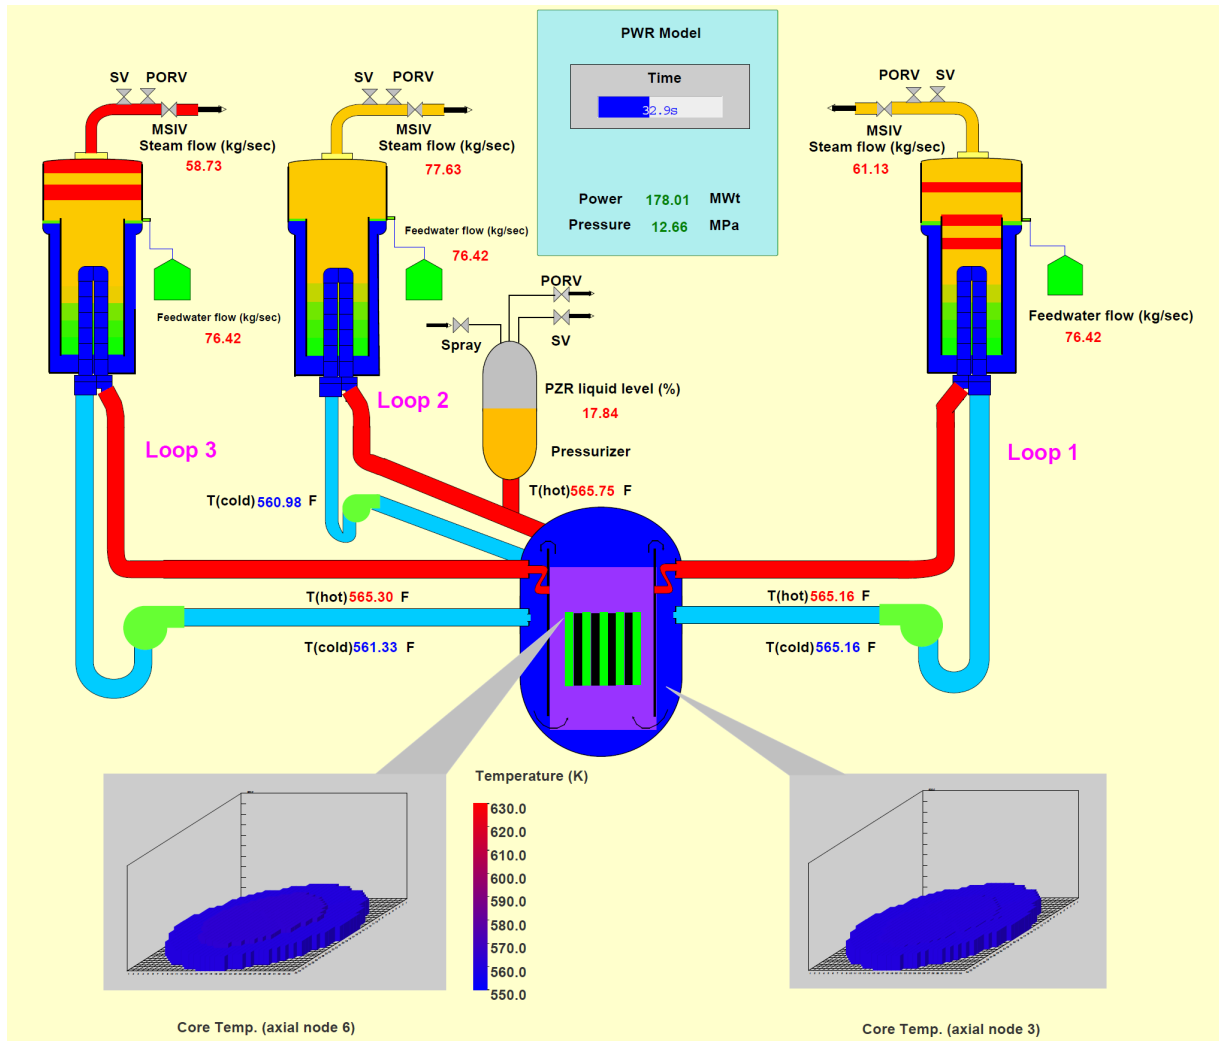 PWR Model
Time
32.9s
Power 178.01 MWt
Pressure 12.66 MPa
SV PORV
MSIV
Steam flow (kg/sec)
58.73
SV PORV
MSIV
Steam flow (kg/sec)
77.63
PORV SV
MSIV
Steam flow (kg/sec)
61.13
Feedwater flow (kg/sec)
76.42
Feedwater flow (kg/sec)
76.42
Feedwater flow (kg/sec)
76.42
PORV
Spray
SV
PZR liquid level (%)
17.84
Pressurizer
Loop 3
Loop 2
Loop 1
T(cold)560.98 F
T(hot)565.75 F
T(hot)565.30 F
T(cold)561.33 F
T(hot)565.16 F
T(cold)565.16 F
Temperature (K)
630.0
620.0
610.0
600.0
590.0
580.0
570.0
560.0
550.0
Core Temp. (axial node 6)
Core Temp. (axial node 3)